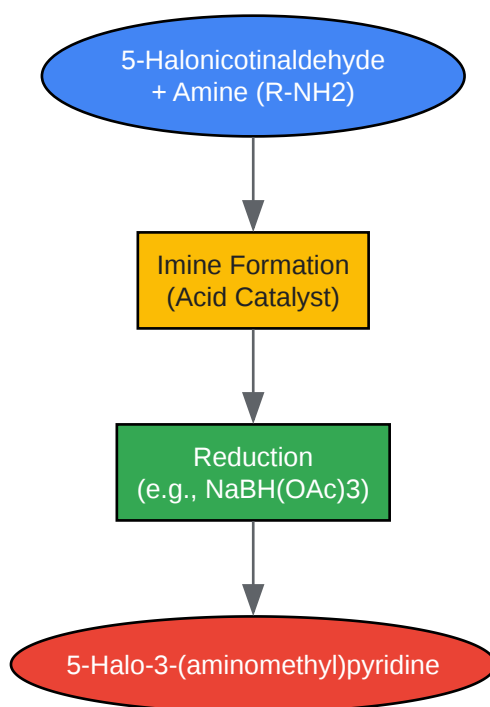 5-Halonicotinaldehyde
+ Amine (R-NH2)
Imine Formation
(Acid Catalyst)
Reduction
(e.g., NaBH(OAc)3)
5-Halo-3-(aminomethyl)pyridine